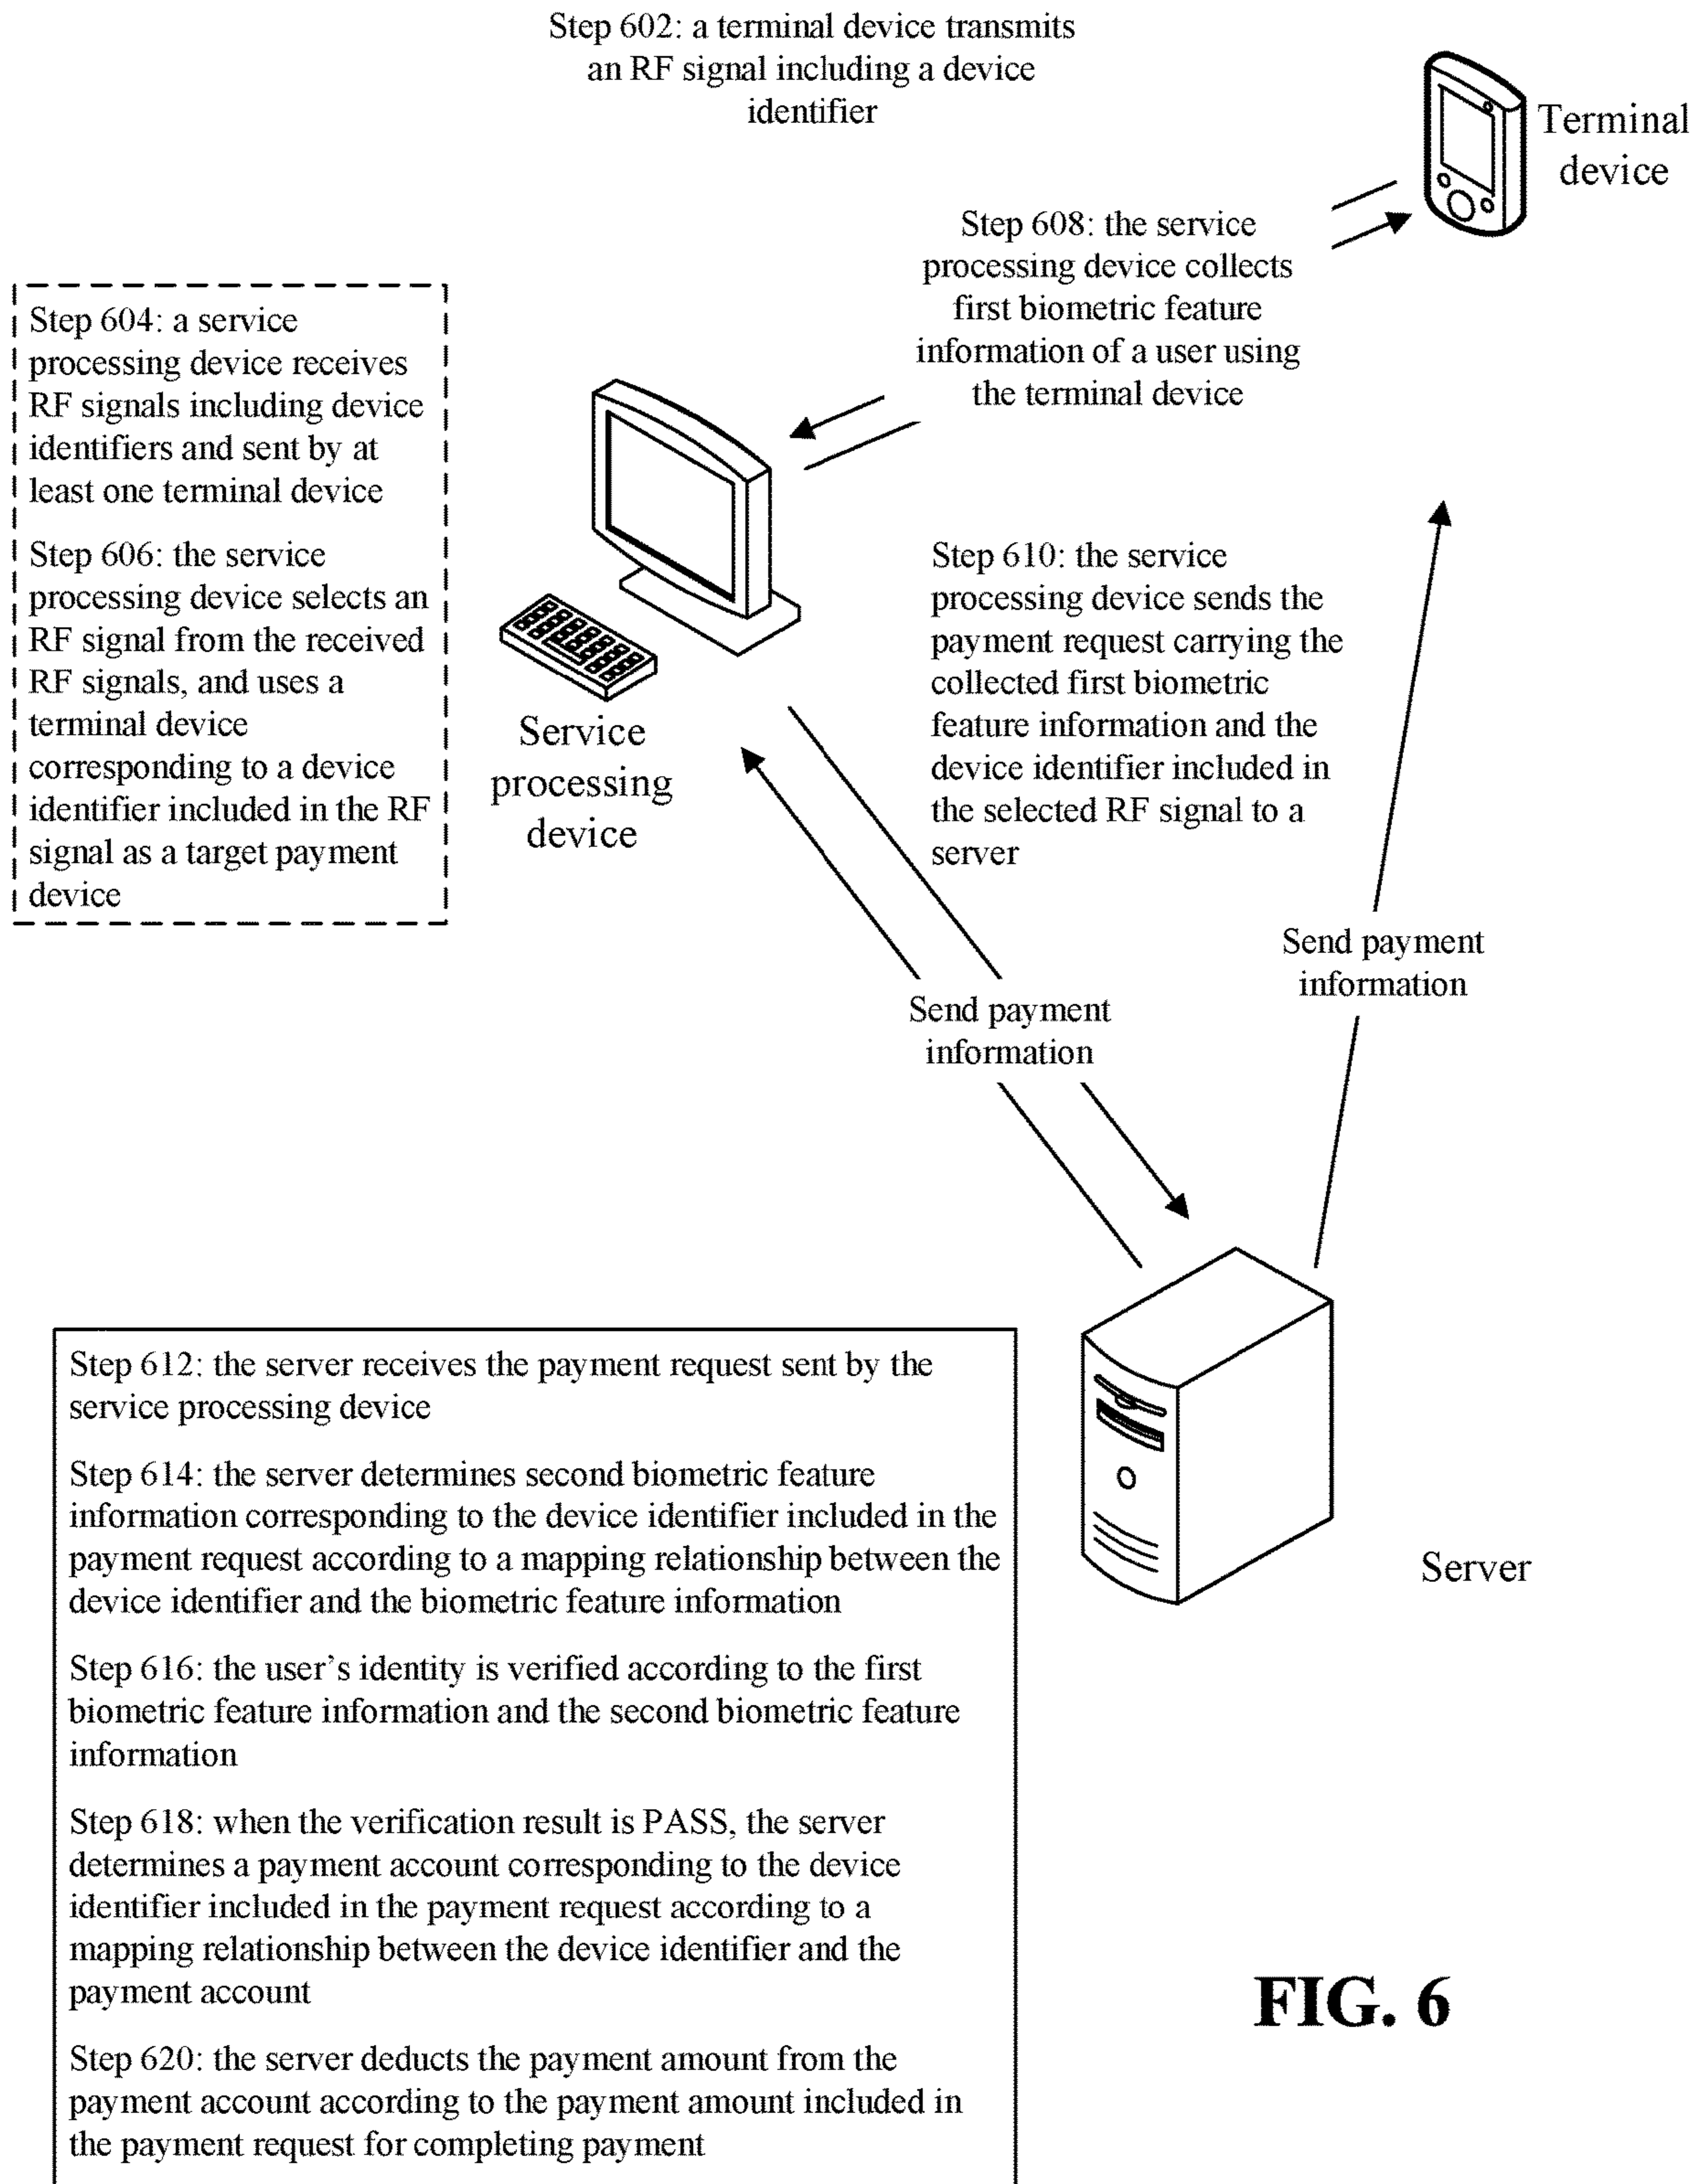 Step 602: a terminal device transmits
an RF signal including a device
identifier
Terminal
device
Step 608: the service
processing device collects
first biometric feature
information of a user using
the terminal device
Step 604: a service
processing device receives
RF signals including device
identifiers and sent by at
least one terminal device
Step 606: the service
processing device selects an
RF signal from the received
RF signals, and uses a
terminal device
corresponding to a device
identifier included in the RF
signal as a target payment
device
Service
processing
device
Step 610: the service
processing device sends the
payment request carrying the
collected first biometric
feature information and the
device identifier included in
the selected RF signal to a
server
Send payment
information
Send payment
information
Server
Step 612: the server receives the payment request sent by the
service processing device
Step 614: the server determines second biometric feature
information corresponding to the device identifier included in the
payment request according to a mapping relationship between the
device identifier and the biometric feature information
Step 616: the user’s identity is verified according to the first
biometric feature information and the second biometric feature
information
Step 618: when the verification result is PASS, the server
determines a payment account corresponding to the device
identifier included in the payment request according to a
mapping relationship between the device identifier and the
payment account
Step 620: the server deducts the payment amount from the
payment account according to the payment amount included in
the payment request for completing payment
FIG. 6